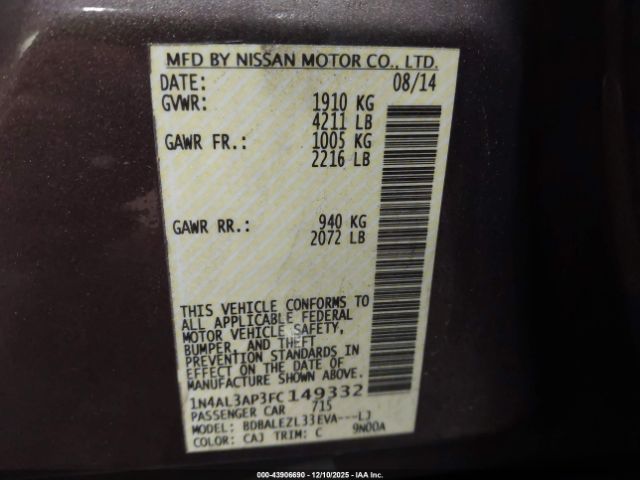 MFD BY NISSAN MOTOR CO., LTD.
DATE: 08/14
GVWR: 1910 KG
4211 LB
GAWR FR.: 1005 KG
2216 LB
GAWR RR.: 940 KG
2072 LB
THIS VEHICLE CONFORMS TO
ALL APPLICABLE FEDERAL
MOTOR VEHICLE SAFETY,
BUMPER, AND THEFT
PREVENTION STANDARDS IN
EFFECT ON THE DATE OF
MANUFACTURE SHOWN ABOVE.
1N4AL3AP3FC149332
PASSENGER CAR 715
MODEL: BDBALEZL33EVA---LJ
COLOR: CAJ TRIM: C 9N00A
000-43906690 - 12/10/2025 - IAAI.COM